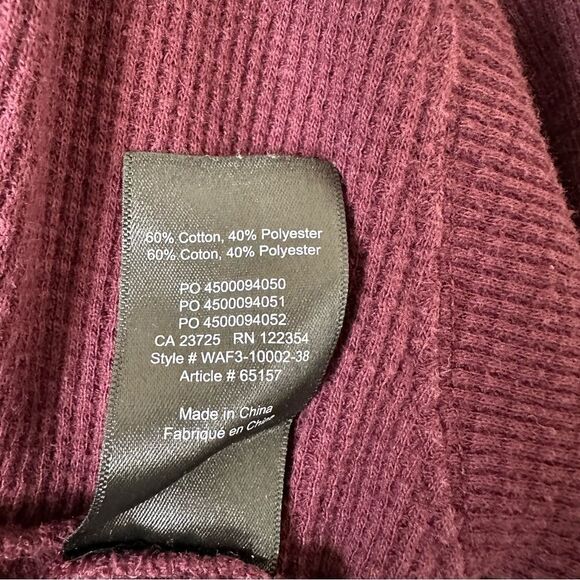 60% Cotton, 40% Polyester
60% Coton, 40% Polyester
PO 4500094050
PO 4500094051
PO 4500094052
CA 23725 RN 122354
Style # WAF3-10002-38
Article # 65157
Made in China
Fabriqué en Chine